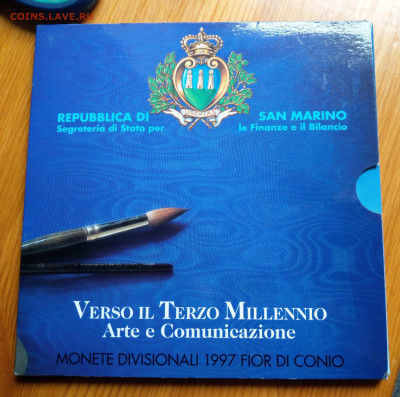 COINS.LAVE.RU
REPUBBLICA DI SAN MARINO
Segreteria di Stato per le Finanze e il Bilancio
LIBERTAS
VERSO IL TERZO MILLENNIO
Arte e Comunicazione
MONETE DIVISIONALI 1997 FIOR DI CONIO